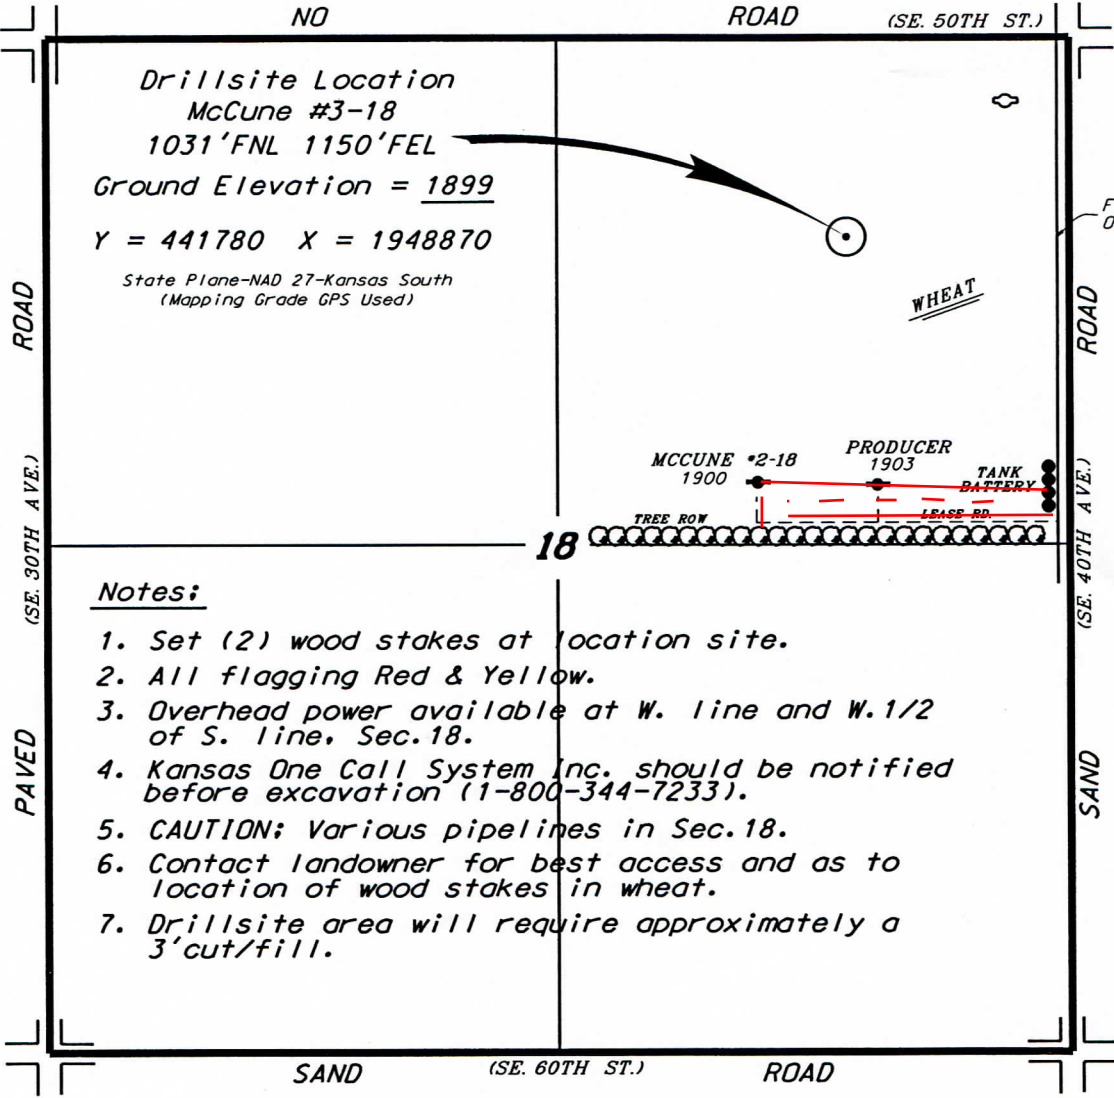 NO ROAD (SE. 50TH ST.)
Drillsite Location
McCune #3-18
1031'FNL 1150'FEL
Ground Elevation = 1899
Y = 441780 X = 1948870
State Plane-NAD 27-Kansas South
(Mapping Grade GPS Used)
F
O
WHEAT
ROAD
(SE. 30TH AVE.)
PAVED
ROAD
(SE. 40TH AVE.)
SAND
MCCUNE #2-18
1900
PRODUCER
1903
TANK
BATTERY
LEASE RD.
TREE ROW
18
Notes:
1. Set (2) wood stakes at location site.
2. All flagging Red & Yellow.
3. Overhead power available at W. line and W.1/2
of S. line, Sec.18.
4. Kansas One Call System Inc. should be notified
before excavation (1-800-344-7233).
5. CAUTION: Various pipelines in Sec.18.
6. Contact landowner for best access and as to
location of wood stakes in wheat.
7. Drillsite area will require approximately a
3'cut/fill.
SAND (SE. 60TH ST.) ROAD